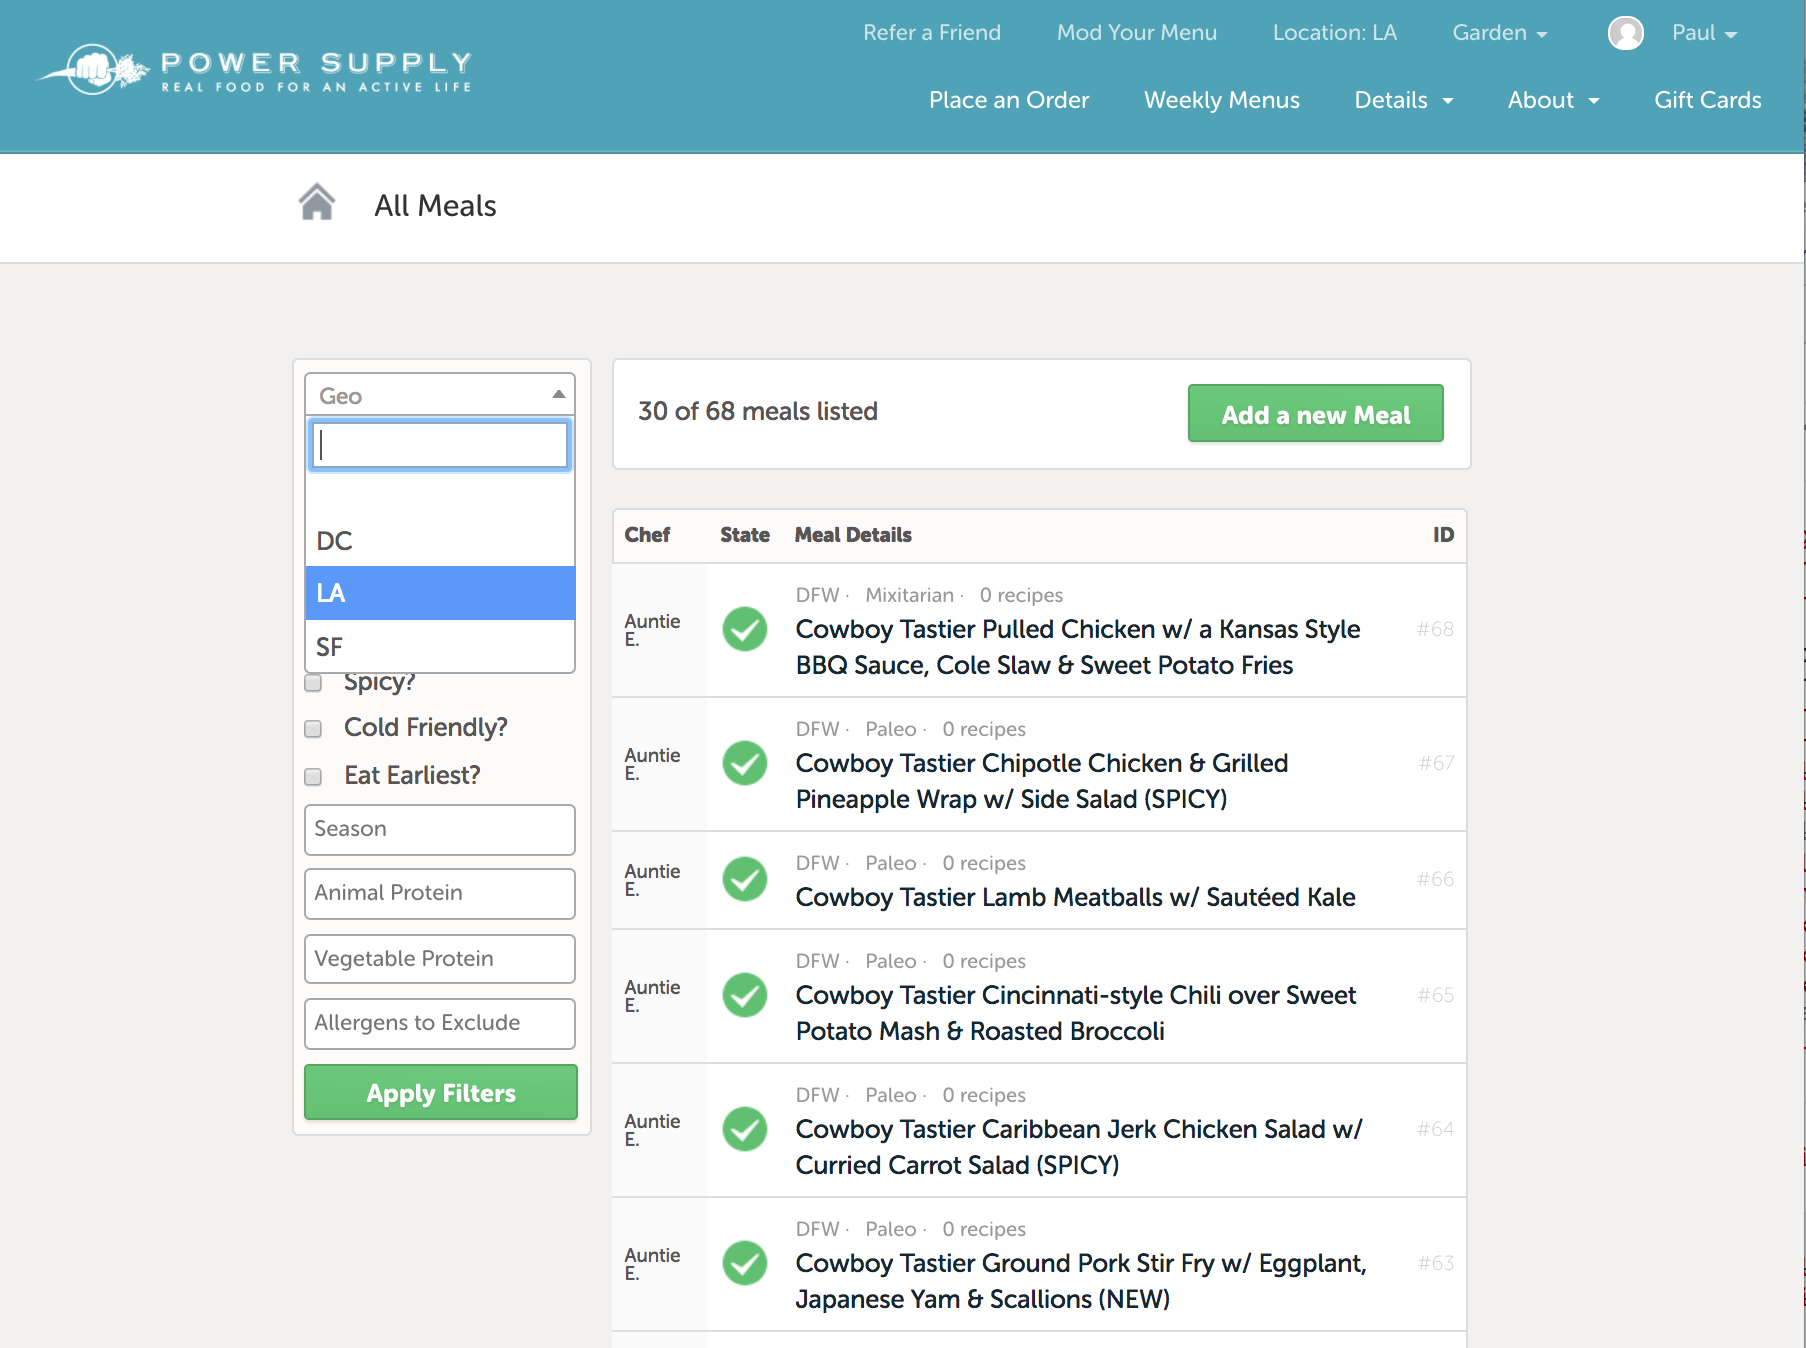 Refer a Friend
Mod Your Menu
Location: LA
Garden
Paul
POWER SUPPLY
REAL FOOD FOR AN ACTIVE LIFE
Place an Order
Weekly Menus
Details
About
Gift Cards
All Meals
Geo
DC
LA
SF
Spicy?
Cold Friendly?
Eat Earliest?
Season
Animal Protein
Vegetable Protein
Allergens to Exclude
Apply Filters
30 of 68 meals listed
Add a new Meal
Chef State Meal Details ID
DFW · Mixitarian · 0 recipes
Auntie E.
Cowboy Tastier Pulled Chicken w/ a Kansas Style
BBQ Sauce, Cole Slaw & Sweet Potato Fries
#68
DFW · Paleo · 0 recipes
Auntie E.
Cowboy Tastier Chipotle Chicken & Grilled
Pineapple Wrap w/ Side Salad (SPICY)
#67
DFW · Paleo · 0 recipes
Auntie E.
Cowboy Tastier Lamb Meatballs w/ Sautéed Kale
#66
DFW · Paleo · 0 recipes
Auntie E.
Cowboy Tastier Cincinnati-style Chili over Sweet
Potato Mash & Roasted Broccoli
#65
DFW · Paleo · 0 recipes
Auntie E.
Cowboy Tastier Caribbean Jerk Chicken Salad w/
Curried Carrot Salad (SPICY)
#64
DFW · Paleo · 0 recipes
Auntie E.
Cowboy Tastier Ground Pork Stir Fry w/ Eggplant,
Japanese Yam & Scallions (NEW)
#63